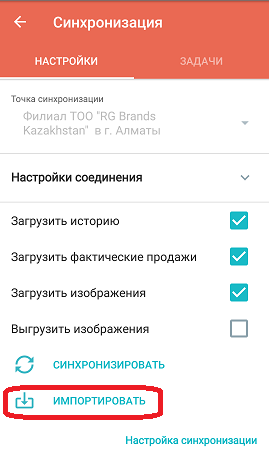 Синхронизация
НАСТРОЙКИ
ЗАДАЧИ
Точка синхронизации
Филиал ТОО "RG Brands
Kazakhstan" в г. Алматы
Настройки соединения
Загрузить историю
Загрузить фактические продажи
Загрузить изображения
Выгрузить изображения
СИНХРОНИЗИРОВАТЬ
ИМПОРТИРОВАТЬ
Настройка синхронизации